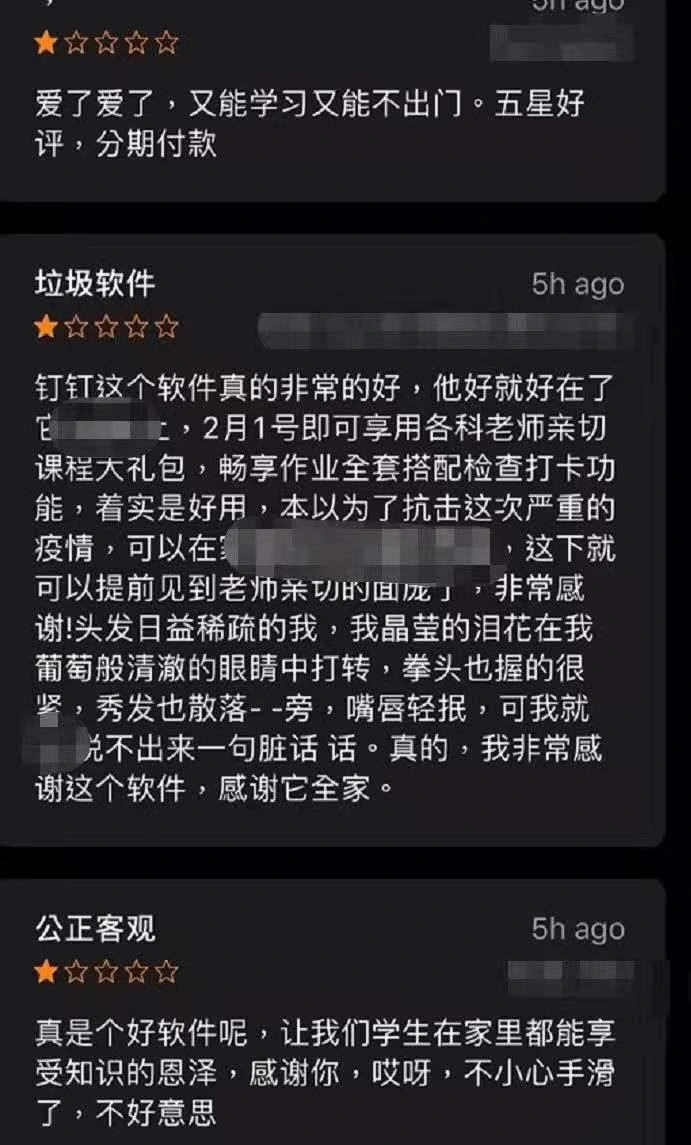 5h ago
爱了爱了，又能学习又能不出门。五星好
评，分期付款
垃圾软件
5h ago
钉钉这个软件真的非常的好，他好就好在了
它 上，2月1号即可享用各科老师亲切
课程大礼包，畅享作业全套搭配检查打卡功
能，着实是好用，本以为了抗击这次严重的
疫情，可以在 ，这下就
可以提前见到老师亲切的面庞了，非常感
谢!头发日益稀疏的我，我晶莹的泪花在我
葡萄般清澈的眼睛中打转，拳头也握的很
紧，秀发也散落- -旁，嘴唇轻抿，可我就
说不出来一句脏话 话。真的，我非常感
谢这个软件，感谢它全家。
公正客观
5h ago
真是个好软件呢，让我们学生在家里都能享
受知识的恩泽，感谢你，哎呀，不小心手滑
了，不好意思